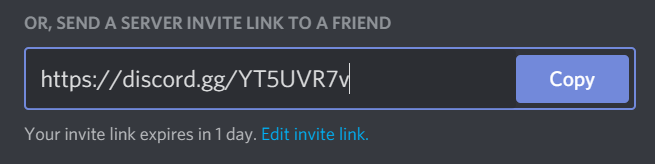 OR, SEND A SERVER INVITE LINK TO A FRIEND
https://discord.gg/YT5UVR7v Copy
Your invite link expires in 1 day. Edit invite link.